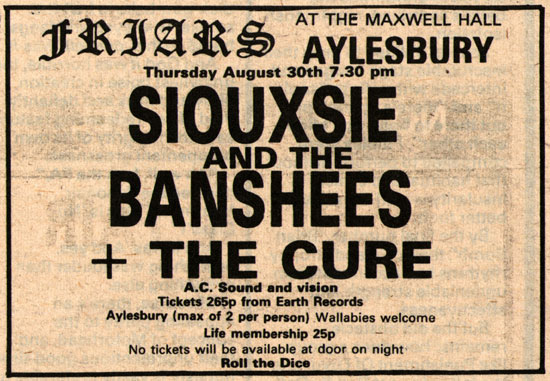 FRIARS AT THE MAXWELL HALL
AYLESBURY
Thursday August 30th 7.30 pm
SIOUXSIE
AND THE
BANSHEES
+ THE CURE
A.C. Sound and vision
Tickets 265p from Earth Records
Aylesbury (max of 2 per person) Wallabies welcome
Life membership 25p
No tickets will be available at door on night
Roll the Dice